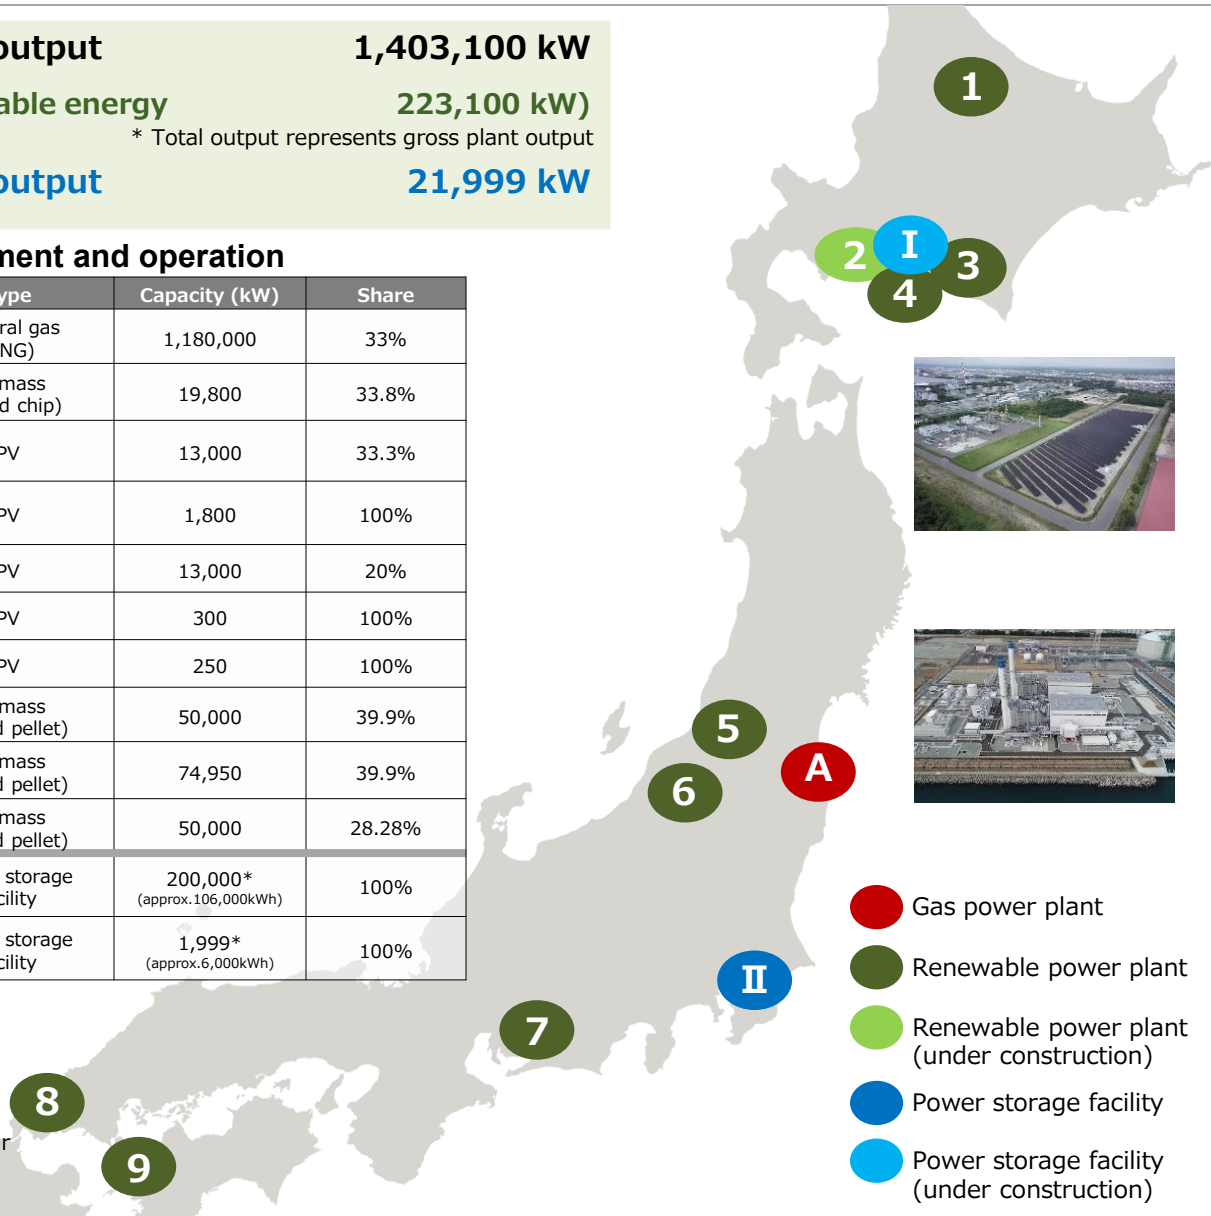 output 1,403,100 kW
able energy 223,100 kW)
* Total output represents gross plant output
output 21,999 kW
ment and operation
ype Capacity (kW) Share
ral gas
NG)
1,180,000 33%
mass
d chip)
19,800 33.8%
PV 13,000 33.3%
PV 1,800 100%
PV 13,000 20%
PV 300 100%
PV 250 100%
mass
d pellet)
50,000 39.9%
mass
d pellet)
74,950 39.9%
mass
d pellet)
50,000 28.28%
storage
cility
200,000*
(approx.106,000kWh)
100%
storage
cility
1,999*
(approx.6,000kWh)
100%
r
1
2
I
3
4
5
A
6
II
7
8
9
Gas power plant
Renewable power plant
Renewable power plant
(under construction)
Power storage facility
Power storage facility
(under construction)